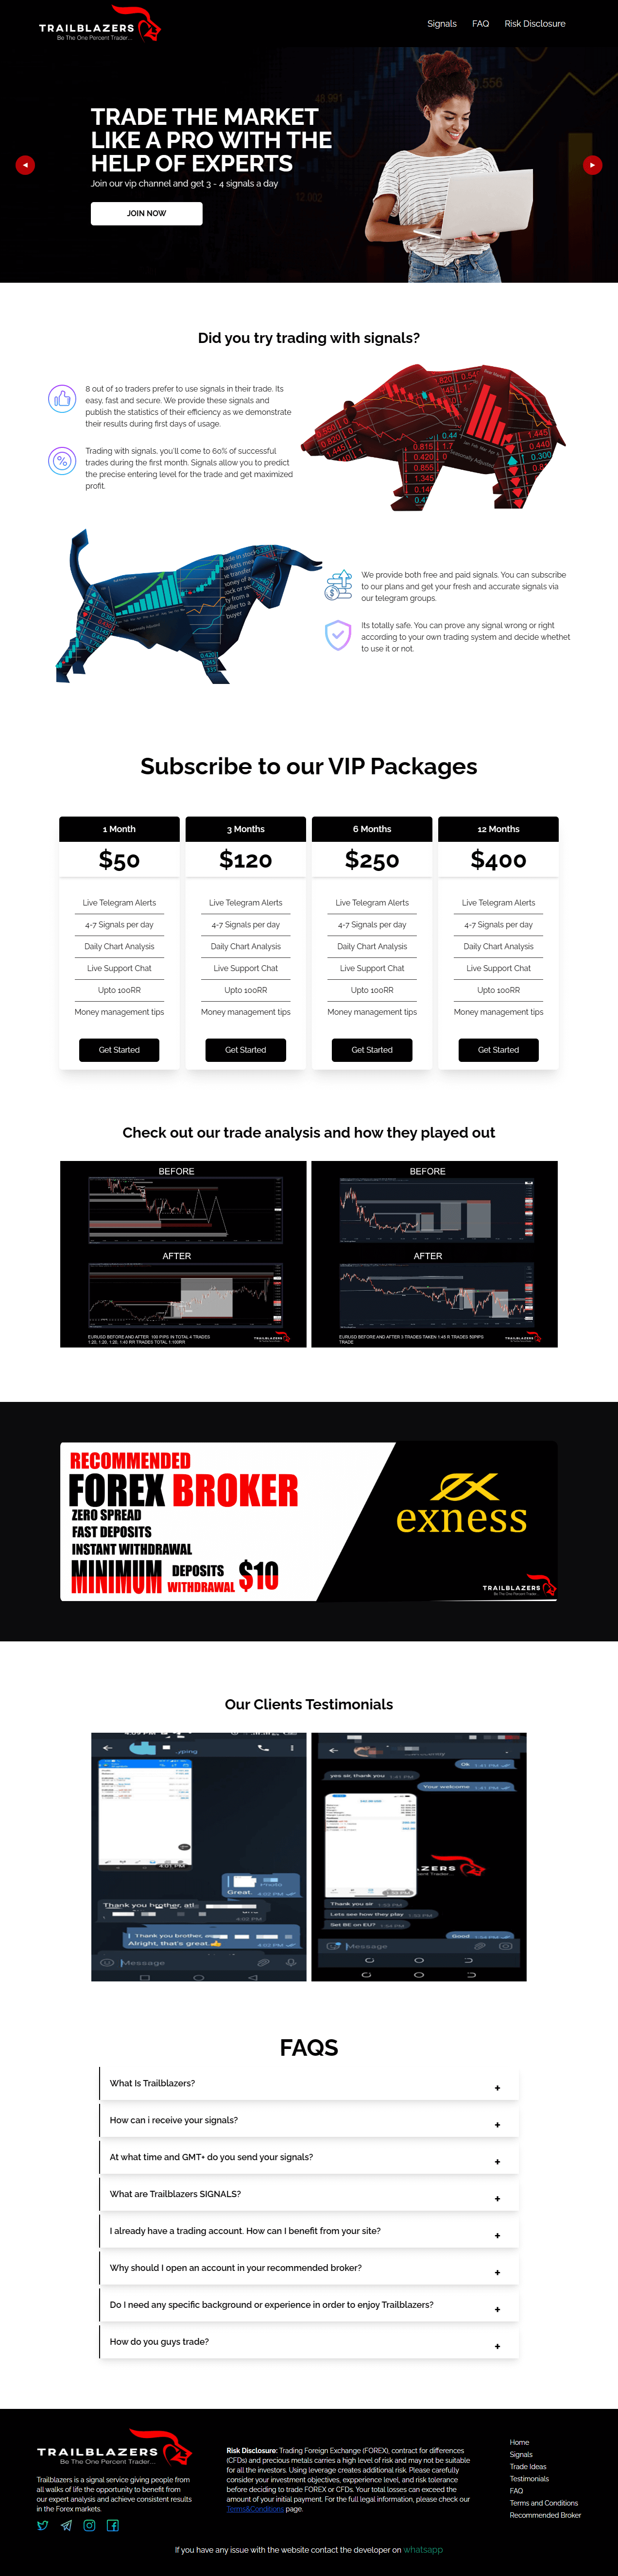 TRAILBLAZERS
Be The One Percent Trader...
Signals FAQ Risk Disclosure
TRADE THE MARKET
LIKE A PRO WITH THE
HELP OF EXPERTS
Join our vip channel and get 3 - 4 signals a day
JOIN NOW
Did you try trading with signals?
8 out of 10 traders prefer to use signals in their trade. Its
easy, fast and secure. We provide these signals and
publish the statistics of their efficiency as we demonstrate
their results during first days of usage.
Trading with signals, you'll come to 60% of successful
trades during the first month. Signals allow you to predict
the precise entering level for the trade and get maximized
profit.
We provide both free and paid signals. You can subscribe
to our plans and get your fresh and accurate signals via
our telegram groups.
Its totally safe. You can prove any signal wrong or right
according to your own trading system and decide whethet
to use it or not.
Subscribe to our VIP Packages
1 Month
$50
Live Telegram Alerts
4-7 Signals per day
Daily Chart Analysis
Live Support Chat
Upto 100RR
Money management tips
Get Started
3 Months
$120
Live Telegram Alerts
4-7 Signals per day
Daily Chart Analysis
Live Support Chat
Upto 100RR
Money management tips
Get Started
6 Months
$250
Live Telegram Alerts
4-7 Signals per day
Daily Chart Analysis
Live Support Chat
Upto 100RR
Money management tips
Get Started
12 Months
$400
Live Telegram Alerts
4-7 Signals per day
Daily Chart Analysis
Live Support Chat
Upto 100RR
Money management tips
Get Started
Check out our trade analysis and how they played out
BEFORE
AFTER
EURUSD BEFORE AND AFTER 100 PIPS IN TOTAL 4 TRADES
1:20, 1:20, 1:20, 1:40 RR TRADES TOTAL 1:100RR
TRAILBLAZERS
BEFORE
AFTER
EURUSD BEFORE AND AFTER 3 TRADES TAKEN 1:45 R TRADES 50PIPS
TRADE
TRAILBLAZERS
RECOMMENDED
FOREX BROKER
ZERO SPREAD
FAST DEPOSITS
INSTANT WITHDRAWAL
MINIMUM DEPOSITS WITHDRAWAL $10
exness
TRAILBLAZERS
Be The One Percent Trader...
Our Clients Testimonials
4:01 PM
Great. 4:02 PM
Thank you brother, atl
4:02 PM
Thank you brother,
Alright, that's great. 4:02 PM
Message
Ok
yes sir, thank you
Your welcome
Thank you sir
Lets see how they play
Set BE on EU?
Good
Message
FAQS
What Is Trailblazers? +
How can i receive your signals? +
At what time and GMT+ do you send your signals? +
What are Trailblazers SIGNALS? +
I already have a trading account. How can I benefit from your site? +
Why should I open an account in your recommended broker? +
Do I need any specific background or experience in order to enjoy Trailblazers? +
How do you guys trade? +
TRAILBLAZERS
Be The One Percent Trader...
Trailblazers is a signal service giving people from
all walks of life the opportunity to benefit from
our expert analysis and achieve consistent results
in the Forex markets.
Risk Disclosure: Trading Foreign Exchange (FOREX), contract for differences
(CFDs) and precious metals carries a high level of risk and may not be suitable
for all the investors. Using leverage creates additional risk. Please carefully
consider your investment objectives, expperience level, and risk tolerance
before deciding to trade FOREX or CFDs. Your total losses can exceed the
amount of your initial payment. For the full legal information, please check our
Terms&Conditions page.
Home
Signals
Trade Ideas
Testimonials
FAQ
Terms and Conditions
Recommended Broker
If you have any issue with the website contact the developer on whatsapp